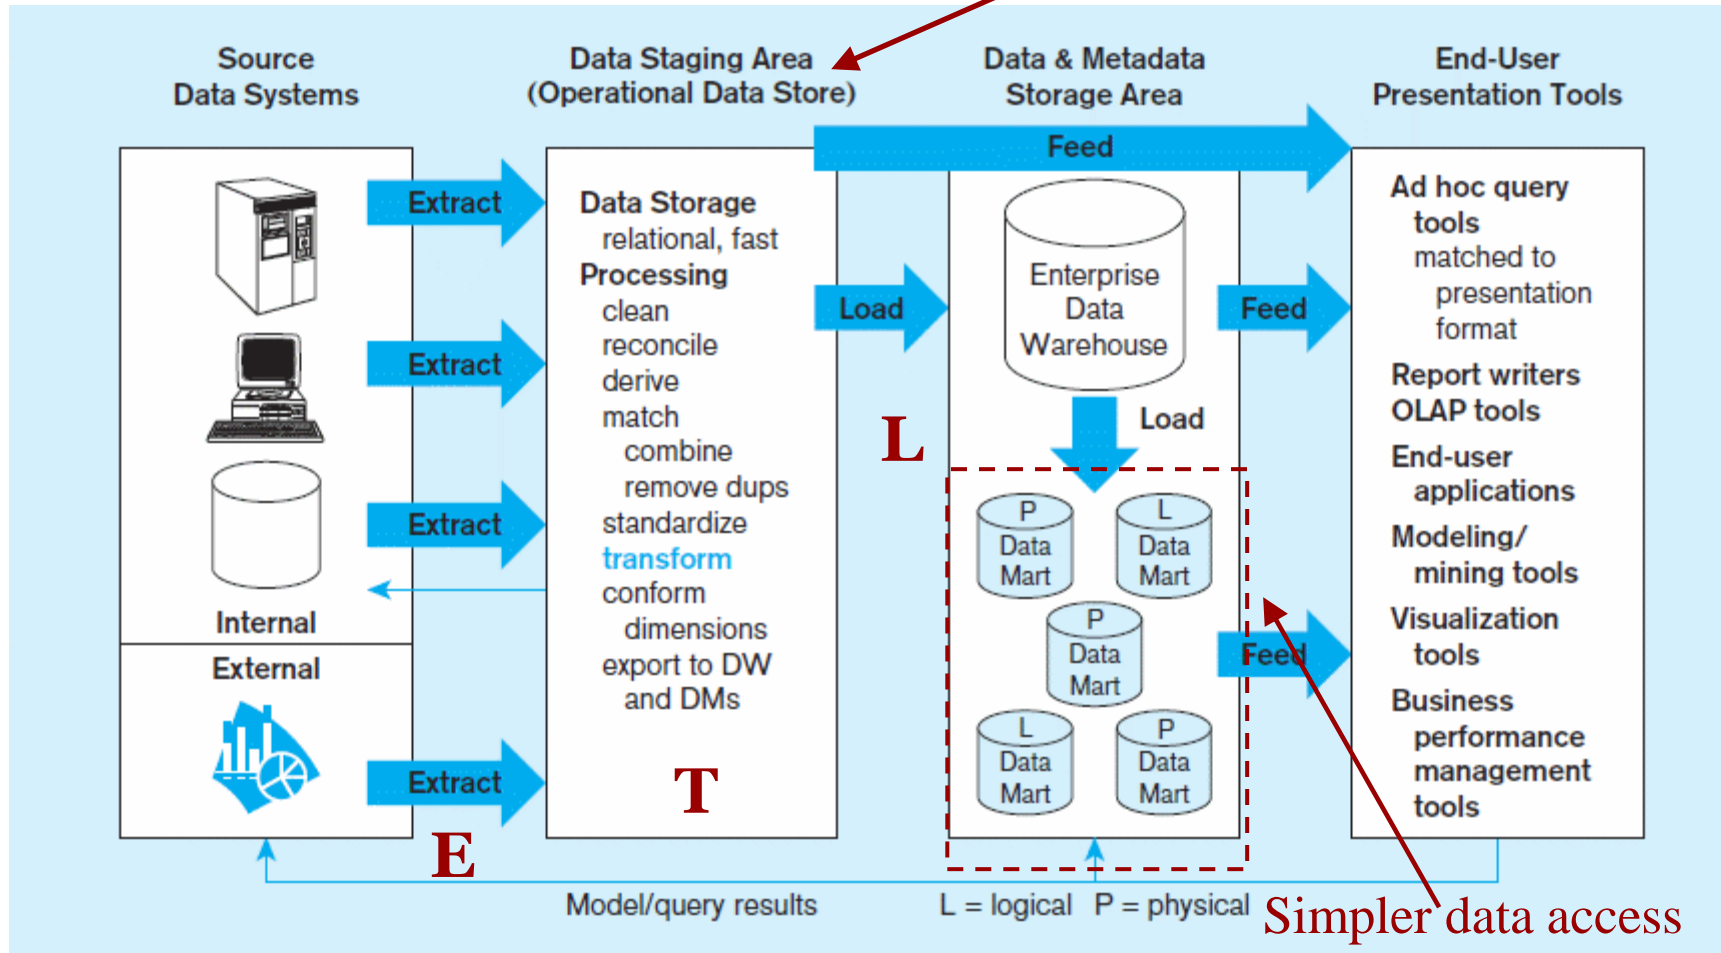 Source
Data Systems
Data Staging Area
(Operational Data Store)
Data & Metadata
Storage Area
End-User
Presentation Tools
Extract
Extract
Extract
Internal
External
Extract
E
Data Storage
relational, fast
Processing
clean
reconcile
derive
match
combine
remove dups
standardize
transform
conform
dimensions
export to DW
and DMs
T
Feed
Load
L
Enterprise
Data
Warehouse
Load
P
Data
Mart
L
Data
Mart
P
Data
Mart
L
Data
Mart
P
Data
Mart
Feed
Feed
Ad hoc query
tools
matched to
presentation
format
Report writers
OLAP tools
End-user
applications
Modeling/
mining tools
Visualization
tools
Business
performance
management
tools
Model/query results
L = logical P = physical
Simpler data access